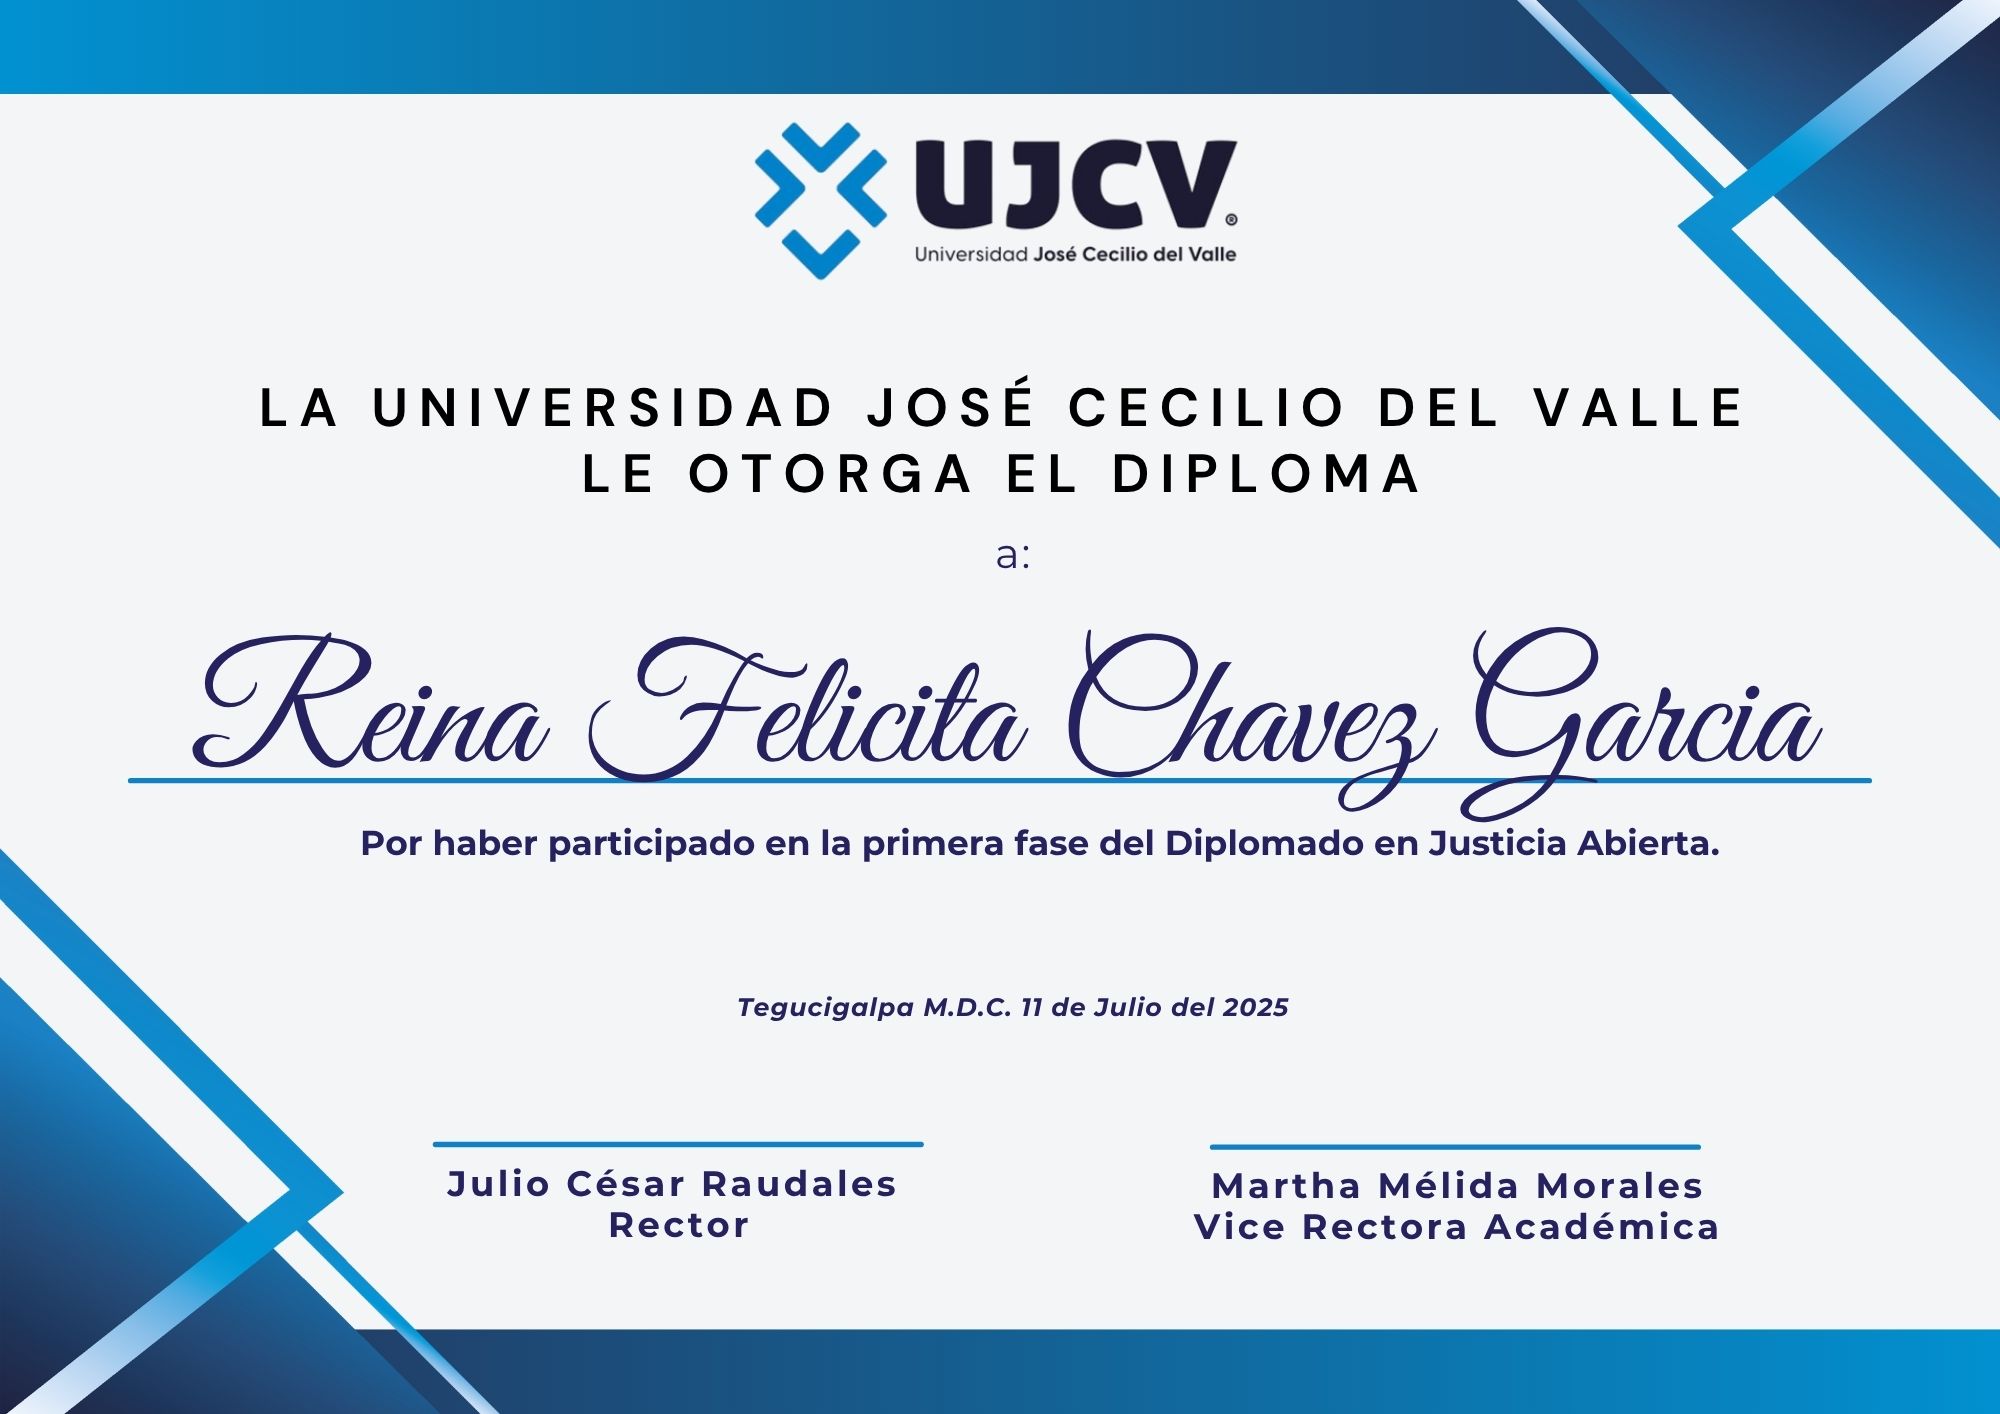 UJCV®
Universidad José Cecilio del Valle
LA UNIVERSIDAD JOSÉ CECILIO DEL VALLE
LE OTORGA EL DIPLOMA
a:
Reina Felicita Chavez Garcia
Por haber participado en la primera fase del Diplomado en Justicia Abierta.
Tegucigalpa M.D.C. 11 de Julio del 2025
Julio César Raudales
Rector
Martha Mélida Morales
Vice Rectora Académica